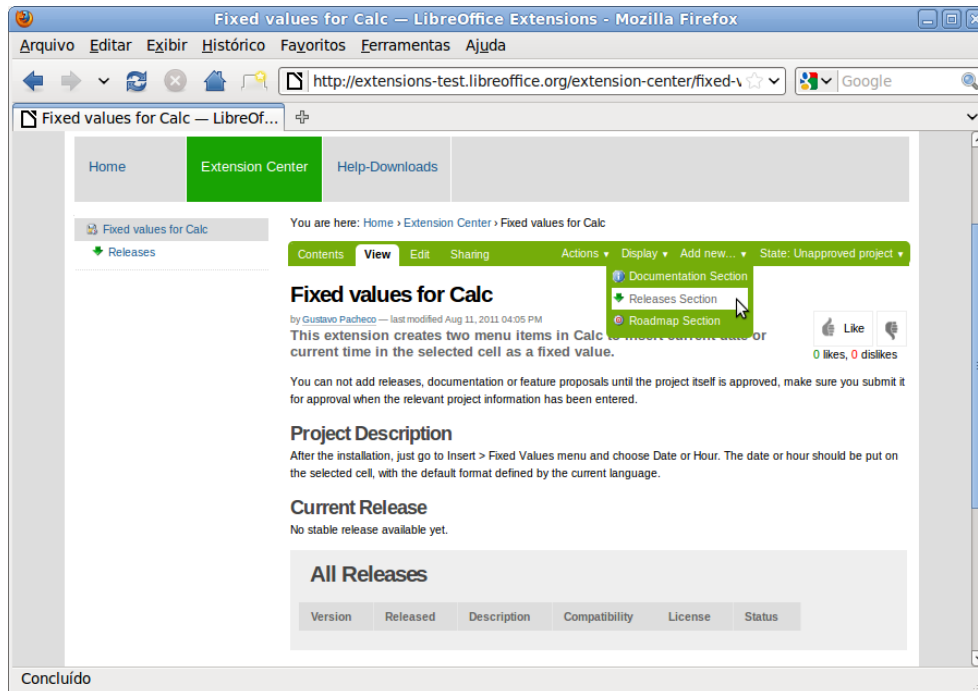 Fixed values for Calc — LibreOffice Extensions - Mozilla Firefox
Arquivo Editar Exibir Histórico Favoritos Ferramentas Ajuda
http://extensions-test.libreoffice.org/extension-center/fixed-v
Google
Fixed values for Calc — LibreOf...
Home
Extension Center
Help-Downloads
Fixed values for Calc
Releases
You are here: Home › Extension Center › Fixed values for Calc
Contents View Edit Sharing Actions ▾ Display ▾ Add new... ▾ State: Unapproved project ▾
Documentation Section
Releases Section
Roadmap Section
Fixed values for Calc
by Gustavo Pacheco — last modified Aug 11, 2011 04:05 PM
This extension creates two menu items in Calc to insert current date or
current time in the selected cell as a fixed value.
Like
0 likes, 0 dislikes
You can not add releases, documentation or feature proposals until the project itself is approved, make sure you submit it
for approval when the relevant project information has been entered.
Project Description
After the installation, just go to Insert > Fixed Values menu and choose Date or Hour. The date or hour should be put on
the selected cell, with the default format defined by the current language.
Current Release
No stable release available yet.
All Releases
Version Released Description Compatibility License Status
Concluído